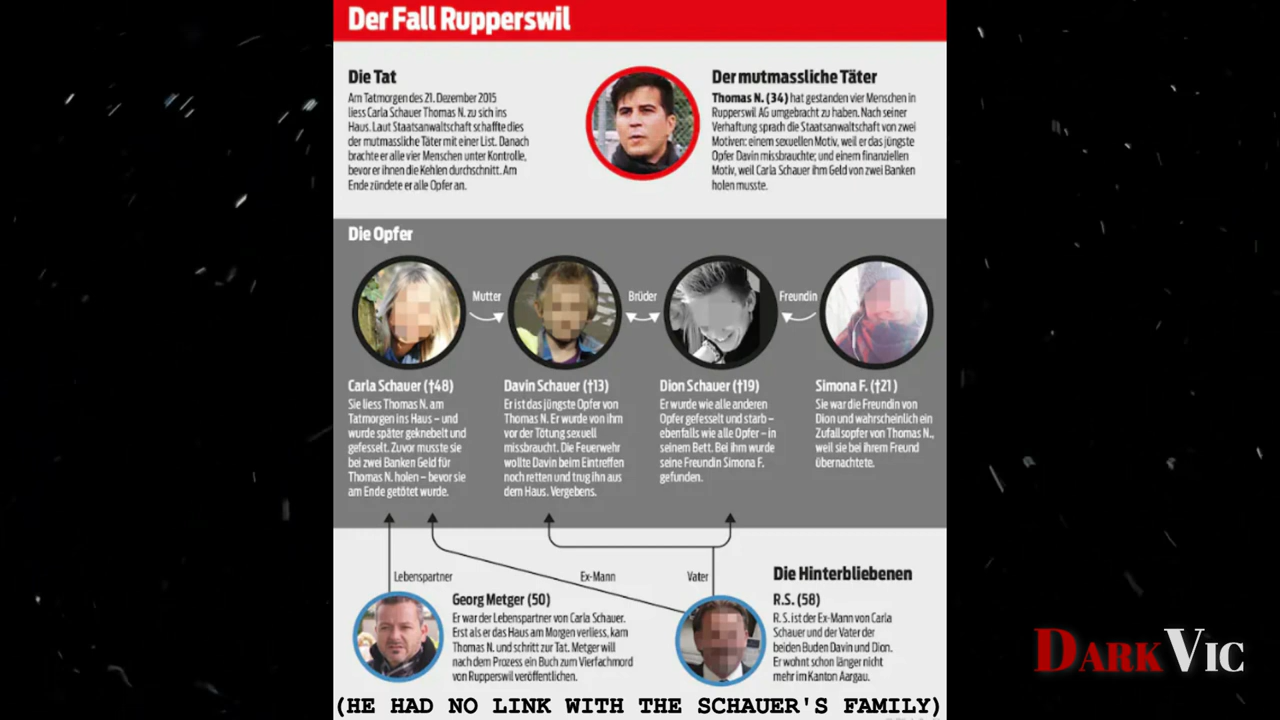 Der Fall Rupperswil
Die Tat
Am Tatmorgen des 21. Dezember 2015
liess Carla Schauer Thomas N. zu sich ins
Haus. Laut Staatsanwaltschaft schaffte dies
der mutmassliche Täter mit einer List. Danach
brachte er alle vier Menschen unter Kontrolle,
bevor er ihnen die Kehlen durchschnitt. Am
Ende zündete er alle Opfer an.
Der mutmassliche Täter
Thomas N. (34) hat gestanden vier Menschen in
Rupperswil AG umgebracht zu haben. Nach seiner
Verhaftung sprach die Staatsanwaltschaft von zwei
Motiven: einem sexuellen Motiv, weil er das jüngste
Opfer Davin missbrauchte; und einem finanziellen
Motiv, weil Carla Schauer ihm Geld von zwei Banken
holen musste.
Die Opfer
Mutter
Brüder
Freundin
Carla Schauer (†48)
Sie liess Thomas N. am
Tatmorgen ins Haus – und
wurde später geknebelt und
gefesselt. Zuvor musste sie
bei zwei Banken Geld für
Thomas N. holen – bevor sie
am Ende getötet wurde.
Davin Schauer (†13)
Er ist das jüngste Opfer von
Thomas N. Er wurde von ihm
vor der Tötung sexuell
missbraucht. Die Feuerwehr
wollte Davin beim Eintreffen
noch retten und trug ihn aus
dem Haus. Vergebens.
Dion Schauer (†19)
Er wurde wie alle anderen
Opfer gefesselt und starb –
ebenfalls wie alle Opfer – in
seinem Bett. Bei ihm wurde
seine Freundin Simona F.
gefunden.
Simona F. (†21)
Sie war die Freundin von
Dion und wahrscheinlich ein
Zufallsopfer von Thomas N.,
weil sie bei ihrem Freund
übernachtete.
Lebenspartner
Ex-Mann
Vater
Die Hinterbliebenen
Georg Metger (50)
Er war der Lebenspartner von Carla Schauer.
Erst als er das Haus am Morgen verliess, kam
Thomas N. und schritt zur Tat. Metger will
nach dem Prozess ein Buch zum Vierfachmord
von Rupperswil veröffentlichen.
R.S. (58)
R.S. ist der Ex-Mann von Carla
Schauer und der Vater der
beiden Buden Davin und Dion.
Er wohnt schon länger nicht
mehr im Kanton Aargau.
(HE HAD NO LINK WITH THE SCHAUER'S FAMILY)
DARK VIC